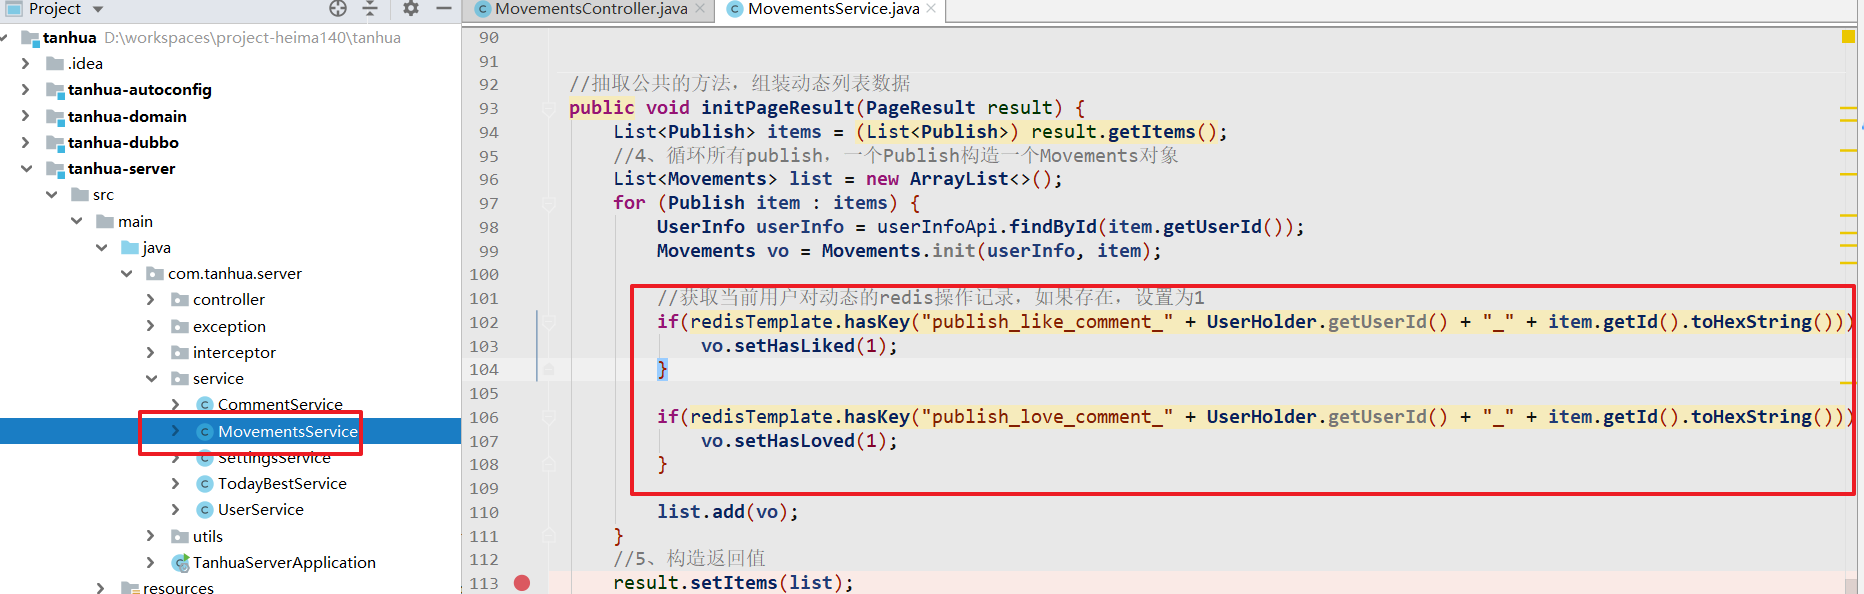 Project
MovementsController.java
MovementsService.java
tanhua D:\workspaces\project-heima140\tanhua
.idea
tanhua-autoconfig
tanhua-domain
tanhua-dubbo
tanhua-server
src
main
java
com.tanhua.server
controller
exception
interceptor
service
CommentService
MovementsService
SettingsService
TodayBestService
UserService
utils
TanhuaServerApplication
resources
90
91
92 //抽取公共的方法，组装动态列表数据
93 public void initPageResult(PageResult result) {
94 List<Publish> items = (List<Publish>) result.getItems();
95 //4、循环所有publish，一个Publish构造一个Movements对象
96 List<Movements> list = new ArrayList<>();
97 for (Publish item : items) {
98 UserInfo userInfo = userInfoApi.findById(item.getUserId());
99 Movements vo = Movements.init(userInfo, item);
100
101 //获取当前用户对动态的redis操作记录，如果存在，设置为1
102 if(redisTemplate.hasKey("publish_like_comment_" + UserHolder.getUserId() + "_" + item.getId().toHexString()))
103 vo.setHasLiked(1);
104 }
105
106 if(redisTemplate.hasKey("publish_love_comment_" + UserHolder.getUserId() + "_" + item.getId().toHexString()))
107 vo.setHasLoved(1);
108 }
109
110 list.add(vo);
111 }
112 //5、构造返回值
113 result.setItems(list);